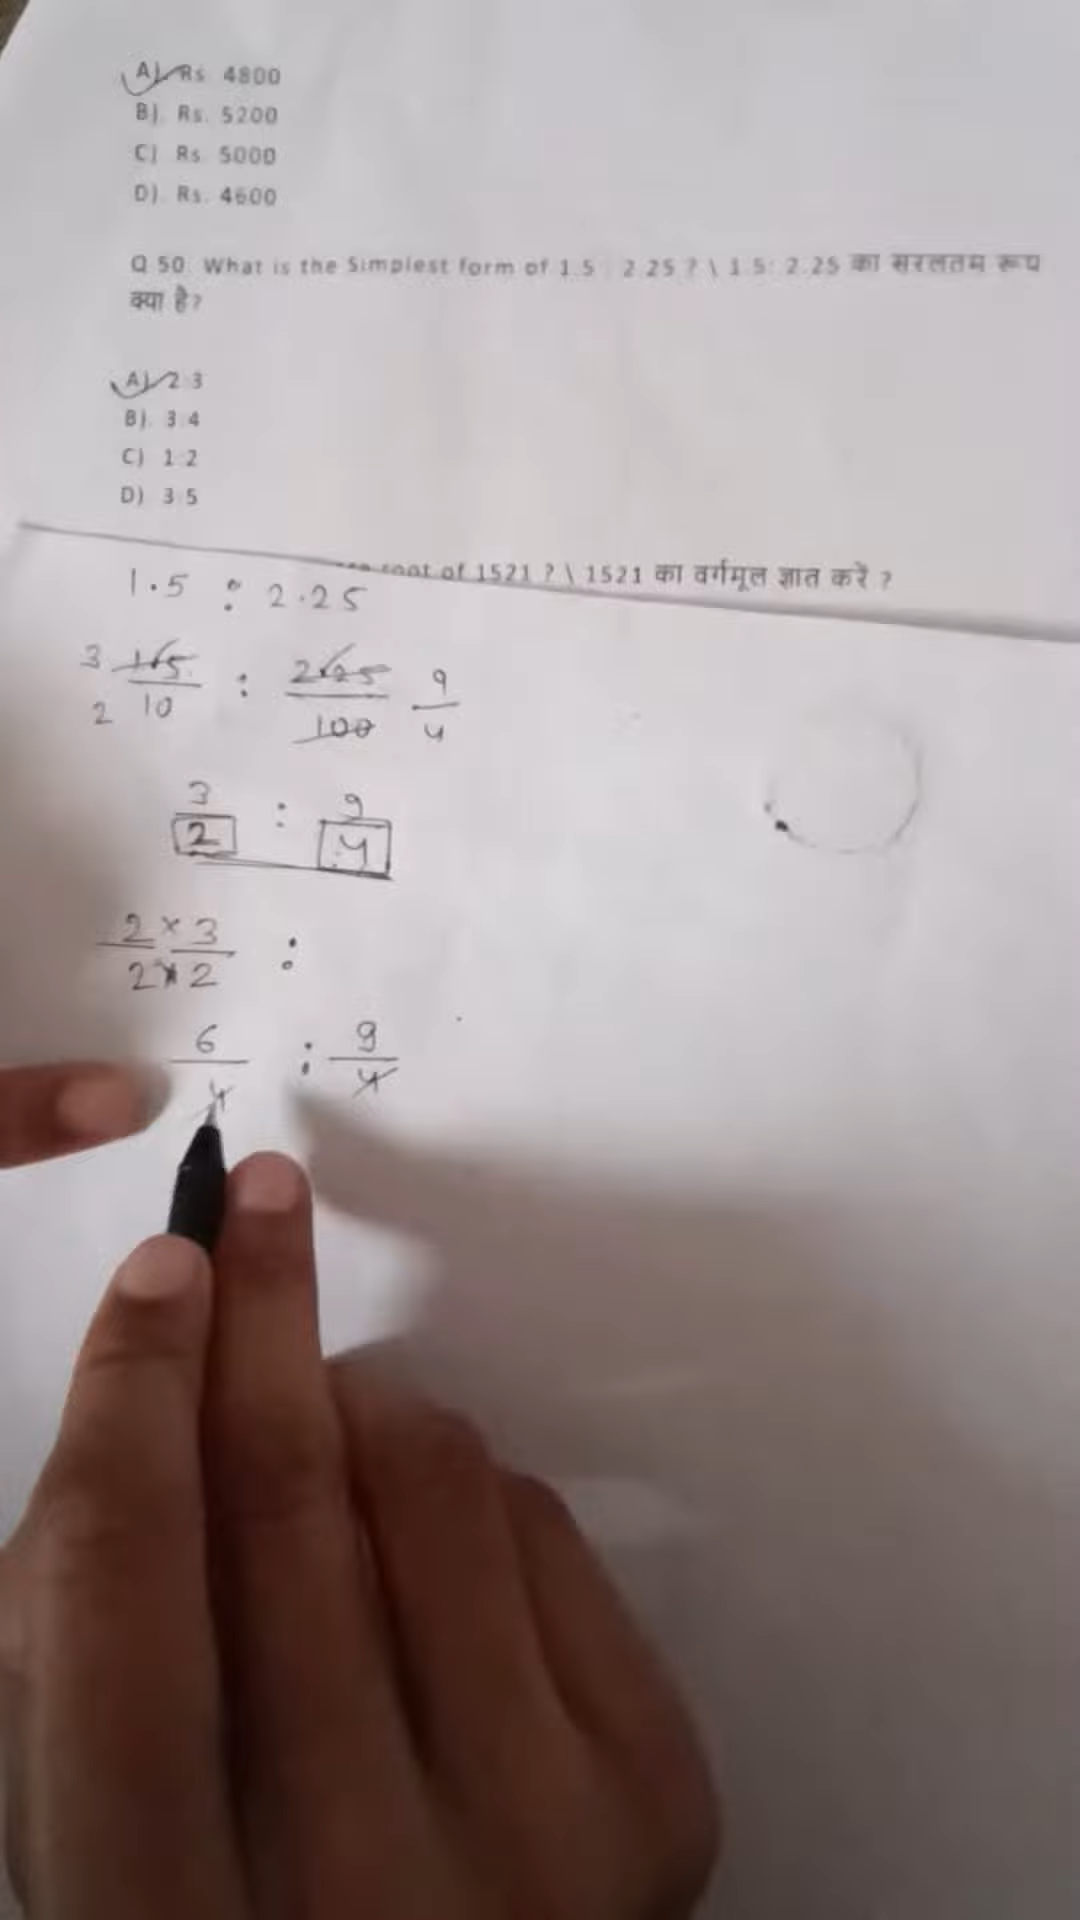 A). Rs. 4800
B). Rs. 5200
C) Rs. 5000
D). Rs. 4600
Q 50. What is the Simplest form of 1.5 : 2.25 ? \ 1.5: 2.25 का सरलतम रूप
क्या है?
A) 2:3
B). 3:4
C) 1:2
D) 3:5
root of 1521 ? \ 1521 का वर्गमूल ज्ञात करें ?
1.5 : 2.25
3 15 : 225 9
2 10 100 4
3 : 9
2 4
2 × 3 :
2 × 2
6 : 9
4 4